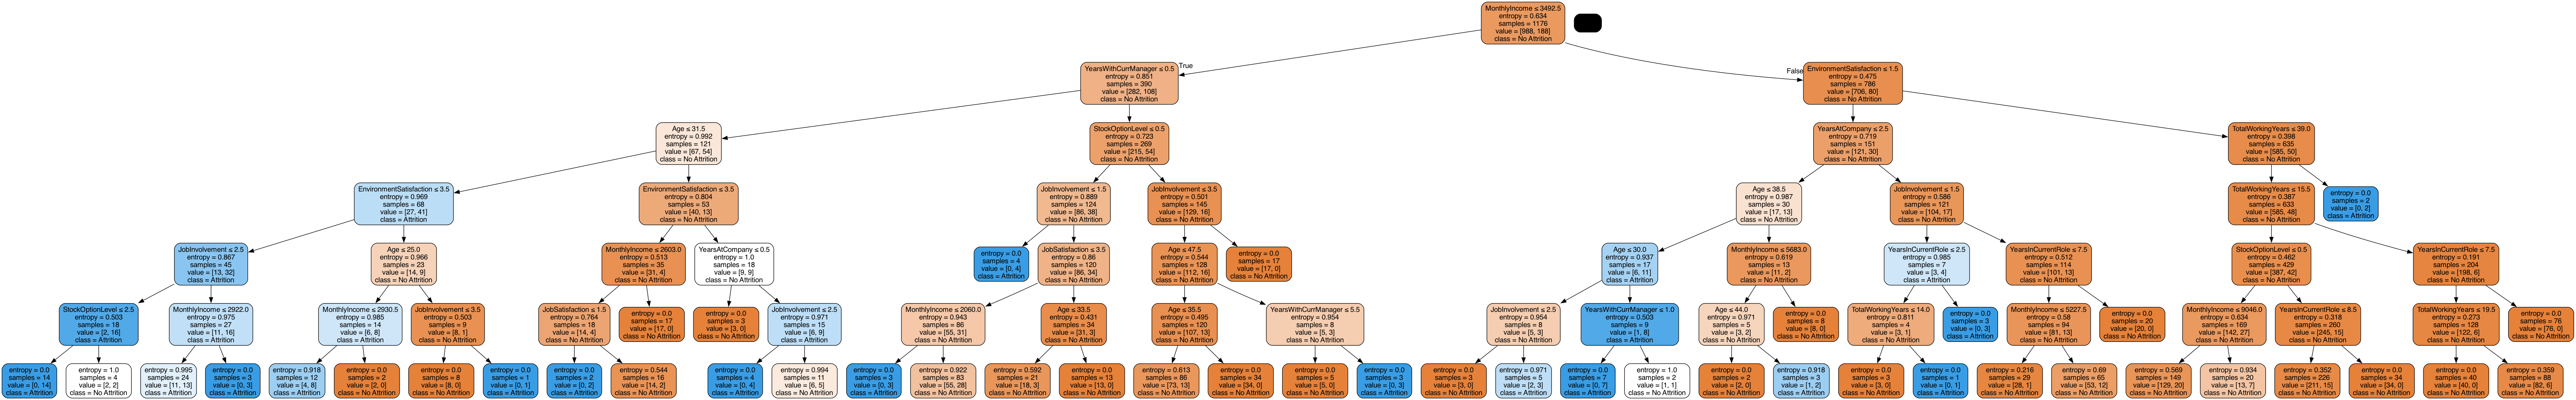 MonthlyIncome ≤ 3492.5
entropy = 0.634
samples = 1176
value = [988, 188]
class = No Attrition
True
False
YearsWithCurrManager ≤ 0.5
entropy = 0.851
samples = 390
value = [282, 108]
class = No Attrition
EnvironmentSatisfaction ≤ 1.5
entropy = 0.475
samples = 786
value = [706, 80]
class = No Attrition
Age ≤ 31.5
entropy = 0.992
samples = 121
value = [67, 54]
class = No Attrition
StockOptionLevel ≤ 0.5
entropy = 0.723
samples = 269
value = [215, 54]
class = No Attrition
YearsAtCompany ≤ 2.5
entropy = 0.719
samples = 151
value = [121, 30]
class = No Attrition
TotalWorkingYears ≤ 39.0
entropy = 0.398
samples = 635
value = [585, 50]
class = No Attrition
EnvironmentSatisfaction ≤ 3.5
entropy = 0.969
samples = 68
value = [27, 41]
class = Attrition
EnvironmentSatisfaction ≤ 3.5
entropy = 0.804
samples = 53
value = [40, 13]
class = No Attrition
JobInvolvement ≤ 1.5
entropy = 0.889
samples = 124
value = [86, 38]
class = No Attrition
JobInvolvement ≤ 3.5
entropy = 0.501
samples = 145
value = [129, 16]
class = No Attrition
Age ≤ 38.5
entropy = 0.987
samples = 30
value = [17, 13]
class = No Attrition
JobInvolvement ≤ 1.5
entropy = 0.586
samples = 121
value = [104, 17]
class = No Attrition
TotalWorkingYears ≤ 15.5
entropy = 0.387
samples = 633
value = [585, 48]
class = No Attrition
entropy = 0.0
samples = 2
value = [0, 2]
class = Attrition
JobInvolvement ≤ 2.5
entropy = 0.867
samples = 45
value = [13, 32]
class = Attrition
Age ≤ 25.0
entropy = 0.966
samples = 23
value = [14, 9]
class = No Attrition
MonthlyIncome ≤ 2603.0
entropy = 0.513
samples = 35
value = [31, 4]
class = No Attrition
YearsAtCompany ≤ 0.5
entropy = 1.0
samples = 18
value = [9, 9]
class = No Attrition
entropy = 0.0
samples = 4
value = [0, 4]
class = Attrition
JobSatisfaction ≤ 3.5
entropy = 0.86
samples = 120
value = [86, 34]
class = No Attrition
Age ≤ 47.5
entropy = 0.544
samples = 128
value = [112, 16]
class = No Attrition
entropy = 0.0
samples = 17
value = [17, 0]
class = No Attrition
Age ≤ 30.0
entropy = 0.937
samples = 17
value = [6, 11]
class = Attrition
MonthlyIncome ≤ 5683.0
entropy = 0.619
samples = 13
value = [11, 2]
class = No Attrition
YearsInCurrentRole ≤ 2.5
entropy = 0.985
samples = 7
value = [3, 4]
class = Attrition
YearsInCurrentRole ≤ 7.5
entropy = 0.512
samples = 114
value = [101, 13]
class = No Attrition
StockOptionLevel ≤ 0.5
entropy = 0.462
samples = 429
value = [387, 42]
class = No Attrition
YearsInCurrentRole ≤ 7.5
entropy = 0.191
samples = 204
value = [198, 6]
class = No Attrition
StockOptionLevel ≤ 2.5
entropy = 0.503
samples = 18
value = [2, 16]
class = Attrition
MonthlyIncome ≤ 2922.0
entropy = 0.975
samples = 27
value = [11, 16]
class = Attrition
MonthlyIncome ≤ 2930.5
entropy = 0.985
samples = 14
value = [6, 8]
class = Attrition
JobInvolvement ≤ 3.5
entropy = 0.503
samples = 9
value = [8, 1]
class = No Attrition
JobSatisfaction ≤ 1.5
entropy = 0.764
samples = 18
value = [14, 4]
class = No Attrition
entropy = 0.0
samples = 17
value = [17, 0]
class = No Attrition
entropy = 0.0
samples = 3
value = [3, 0]
class = No Attrition
JobInvolvement ≤ 2.5
entropy = 0.971
samples = 15
value = [6, 9]
class = Attrition
MonthlyIncome ≤ 2060.0
entropy = 0.943
samples = 86
value = [55, 31]
class = No Attrition
Age ≤ 33.5
entropy = 0.431
samples = 34
value = [31, 3]
class = No Attrition
Age ≤ 35.5
entropy = 0.495
samples = 120
value = [107, 13]
class = No Attrition
YearsWithCurrManager ≤ 5.5
entropy = 0.954
samples = 8
value = [5, 3]
class = No Attrition
JobInvolvement ≤ 2.5
entropy = 0.954
samples = 8
value = [5, 3]
class = No Attrition
YearsWithCurrManager ≤ 1.0
entropy = 0.503
samples = 9
value = [1, 8]
class = Attrition
Age ≤ 44.0
entropy = 0.971
samples = 5
value = [3, 2]
class = No Attrition
entropy = 0.0
samples = 8
value = [8, 0]
class = No Attrition
TotalWorkingYears ≤ 14.0
entropy = 0.811
samples = 4
value = [3, 1]
class = No Attrition
entropy = 0.0
samples = 3
value = [0, 3]
class = Attrition
MonthlyIncome ≤ 5227.5
entropy = 0.58
samples = 94
value = [81, 13]
class = No Attrition
entropy = 0.0
samples = 20
value = [20, 0]
class = No Attrition
MonthlyIncome ≤ 9046.0
entropy = 0.634
samples = 169
value = [142, 27]
class = No Attrition
YearsInCurrentRole ≤ 8.5
entropy = 0.318
samples = 260
value = [245, 15]
class = No Attrition
TotalWorkingYears ≤ 19.5
entropy = 0.273
samples = 128
value = [122, 6]
class = No Attrition
entropy = 0.0
samples = 76
value = [76, 0]
class = No Attrition
entropy = 0.0
samples = 14
value = [0, 14]
class = Attrition
entropy = 1.0
samples = 4
value = [2, 2]
class = No Attrition
entropy = 0.995
samples = 24
value = [11, 13]
class = Attrition
entropy = 0.0
samples = 3
value = [0, 3]
class = Attrition
entropy = 0.918
samples = 12
value = [4, 8]
class = Attrition
entropy = 0.0
samples = 2
value = [2, 0]
class = No Attrition
entropy = 0.0
samples = 8
value = [8, 0]
class = No Attrition
entropy = 0.0
samples = 1
value = [0, 1]
class = Attrition
entropy = 0.0
samples = 2
value = [0, 2]
class = Attrition
entropy = 0.544
samples = 16
value = [14, 2]
class = No Attrition
entropy = 0.0
samples = 4
value = [0, 4]
class = Attrition
entropy = 0.994
samples = 11
value = [6, 5]
class = No Attrition
entropy = 0.0
samples = 3
value = [0, 3]
class = Attrition
entropy = 0.922
samples = 83
value = [55, 28]
class = No Attrition
entropy = 0.592
samples = 21
value = [18, 3]
class = No Attrition
entropy = 0.0
samples = 13
value = [13, 0]
class = No Attrition
entropy = 0.613
samples = 86
value = [73, 13]
class = No Attrition
entropy = 0.0
samples = 34
value = [34, 0]
class = No Attrition
entropy = 0.0
samples = 5
value = [5, 0]
class = No Attrition
entropy = 0.0
samples = 3
value = [0, 3]
class = Attrition
entropy = 0.0
samples = 3
value = [3, 0]
class = No Attrition
entropy = 0.971
samples = 5
value = [2, 3]
class = Attrition
entropy = 0.0
samples = 7
value = [0, 7]
class = Attrition
entropy = 1.0
samples = 2
value = [1, 1]
class = No Attrition
entropy = 0.0
samples = 2
value = [2, 0]
class = No Attrition
entropy = 0.918
samples = 3
value = [1, 2]
class = Attrition
entropy = 0.0
samples = 3
value = [3, 0]
class = No Attrition
entropy = 0.0
samples = 1
value = [0, 1]
class = Attrition
entropy = 0.216
samples = 29
value = [28, 1]
class = No Attrition
entropy = 0.69
samples = 65
value = [53, 12]
class = No Attrition
entropy = 0.569
samples = 149
value = [129, 20]
class = No Attrition
entropy = 0.934
samples = 20
value = [13, 7]
class = No Attrition
entropy = 0.352
samples = 226
value = [211, 15]
class = No Attrition
entropy = 0.0
samples = 34
value = [34, 0]
class = No Attrition
entropy = 0.0
samples = 40
value = [40, 0]
class = No Attrition
entropy = 0.359
samples = 88
value = [82, 6]
class = No Attrition